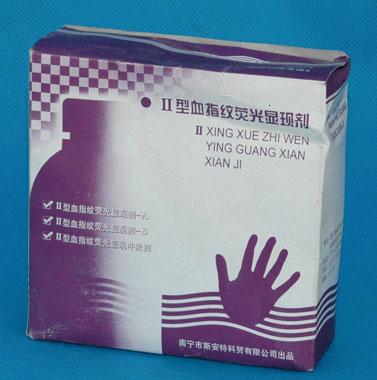 II型血指纹荧光显现剂
II XING XUE ZHI WEN
YING GUANG XIAN
XIAN JI
II型血指纹荧光显现剂-A
II型血指纹荧光显现剂-B
II型血指纹荧光显现冲洗剂
南宁市斯安特科贸有限公司出品